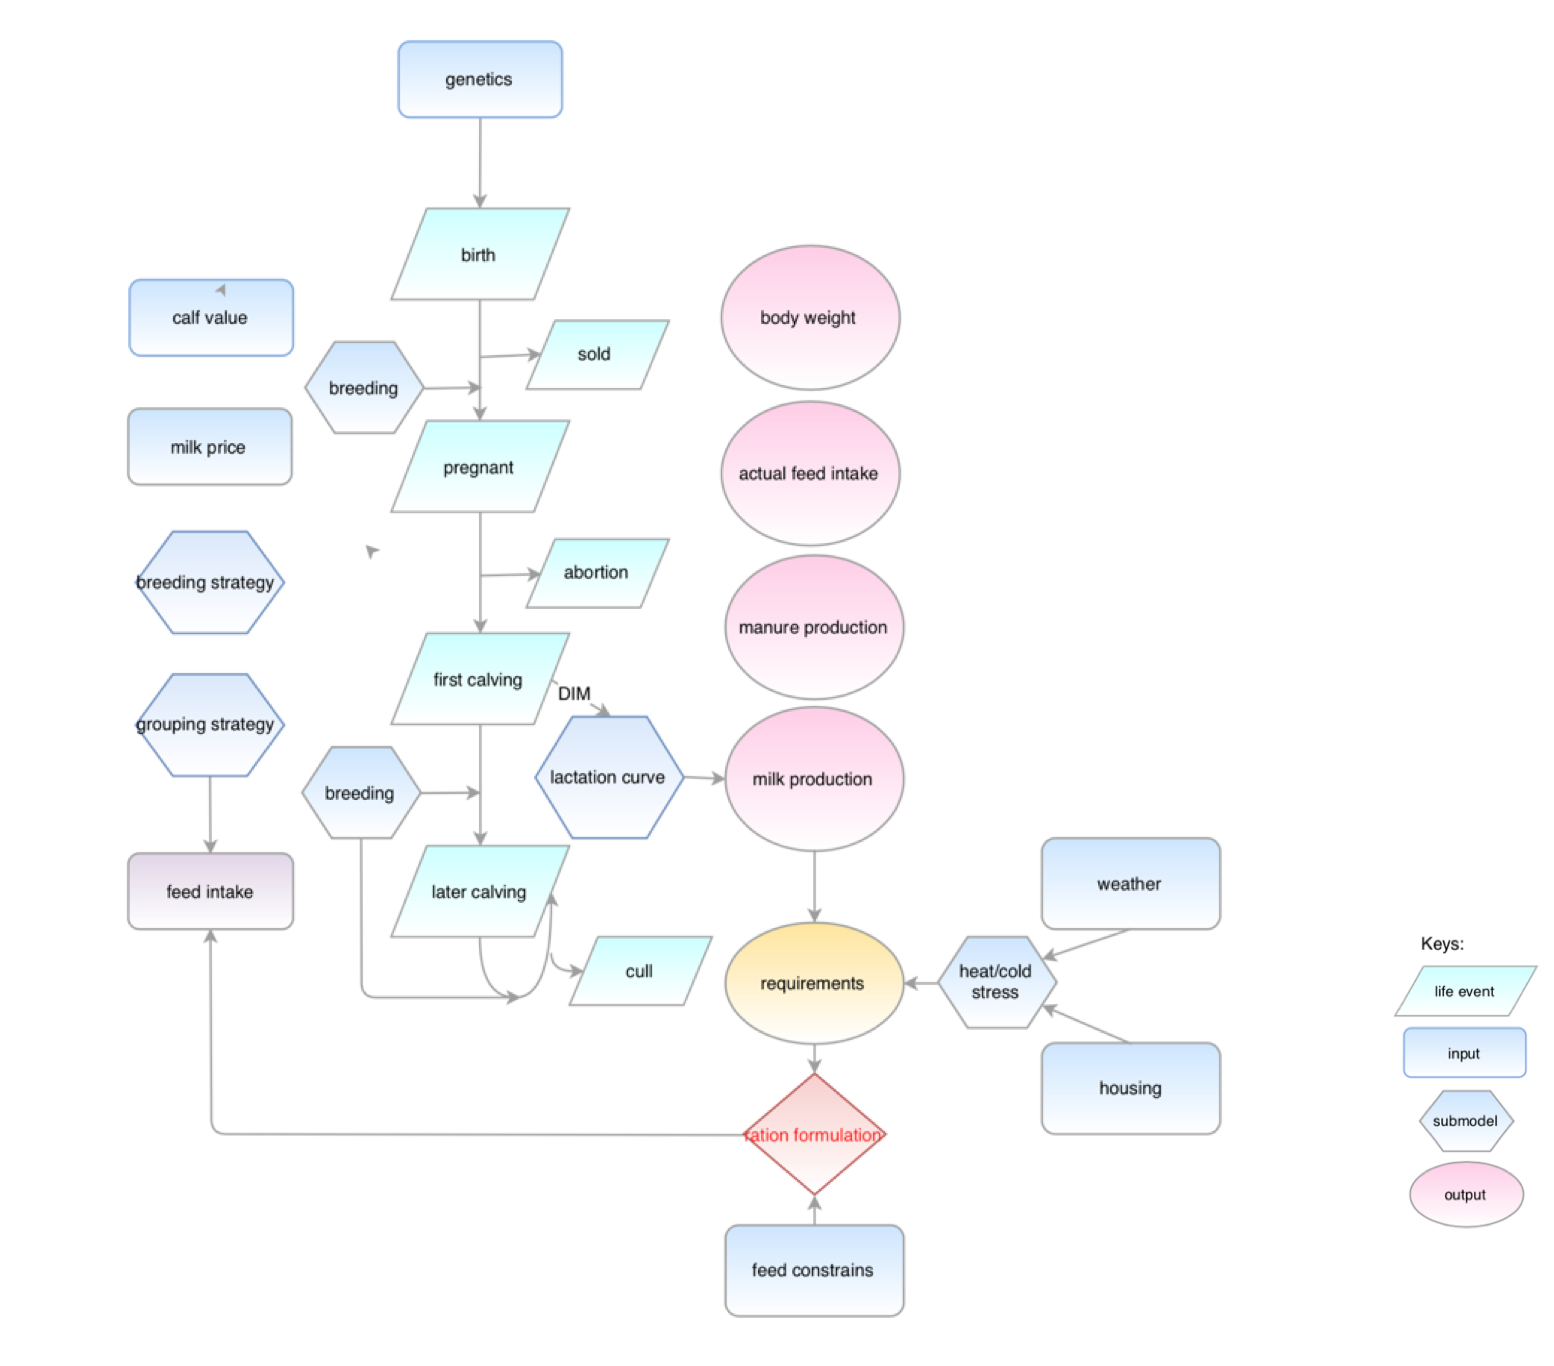 genetics
birth
calf value
body weight
sold
breeding
milk price
pregnant
actual feed intake
abortion
breeding strategy
manure production
first calving
DIM
grouping strategy
lactation curve
milk production
breeding
later calving
feed intake
weather
cull
requirements
heat/cold
stress
housing
ration formulation
feed constrains
Keys:
life event
input
submodel
output